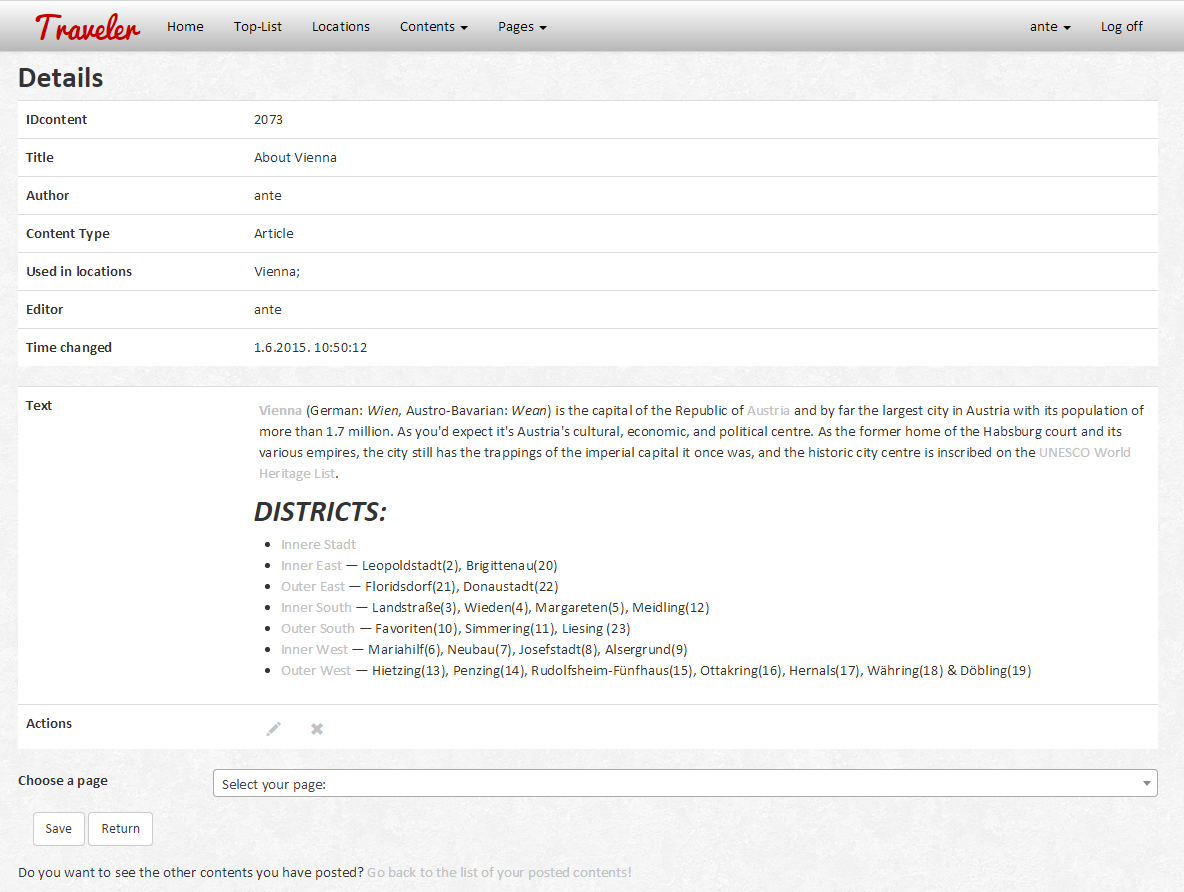 Traveler Home Top-List Locations Contents Pages ante Log off
Details
IDcontent 2073
Title About Vienna
Author ante
Content Type Article
Used in locations Vienna;
Editor ante
Time changed 1.6.2015. 10:50:12
Text Vienna (German: Wien, Austro-Bavarian: Wean) is the capital of the Republic of Austria and by far the largest city in Austria with its population of
more than 1.7 million. As you'd expect it's Austria's cultural, economic, and political centre. As the former home of the Habsburg court and its
various empires, the city still has the trappings of the imperial capital it once was, and the historic city centre is inscribed on the UNESCO World
Heritage List.
DISTRICTS:
• Innere Stadt
• Inner East — Leopoldstadt(2), Brigittenau(20)
• Outer East — Floridsdorf(21), Donaustadt(22)
• Inner South — Landstraße(3), Wieden(4), Margareten(5), Meidling(12)
• Outer South — Favoriten(10), Simmering(11), Liesing (23)
• Inner West — Mariahilf(6), Neubau(7), Josefstadt(8), Alsergrund(9)
• Outer West — Hietzing(13), Penzing(14), Rudolfsheim-Fünfhaus(15), Ottakring(16), Hernals(17), Währing(18) & Döbling(19)
Actions
Choose a page Select your page:
Save Return
Do you want to see the other contents you have posted? Go back to the list of your posted contents!